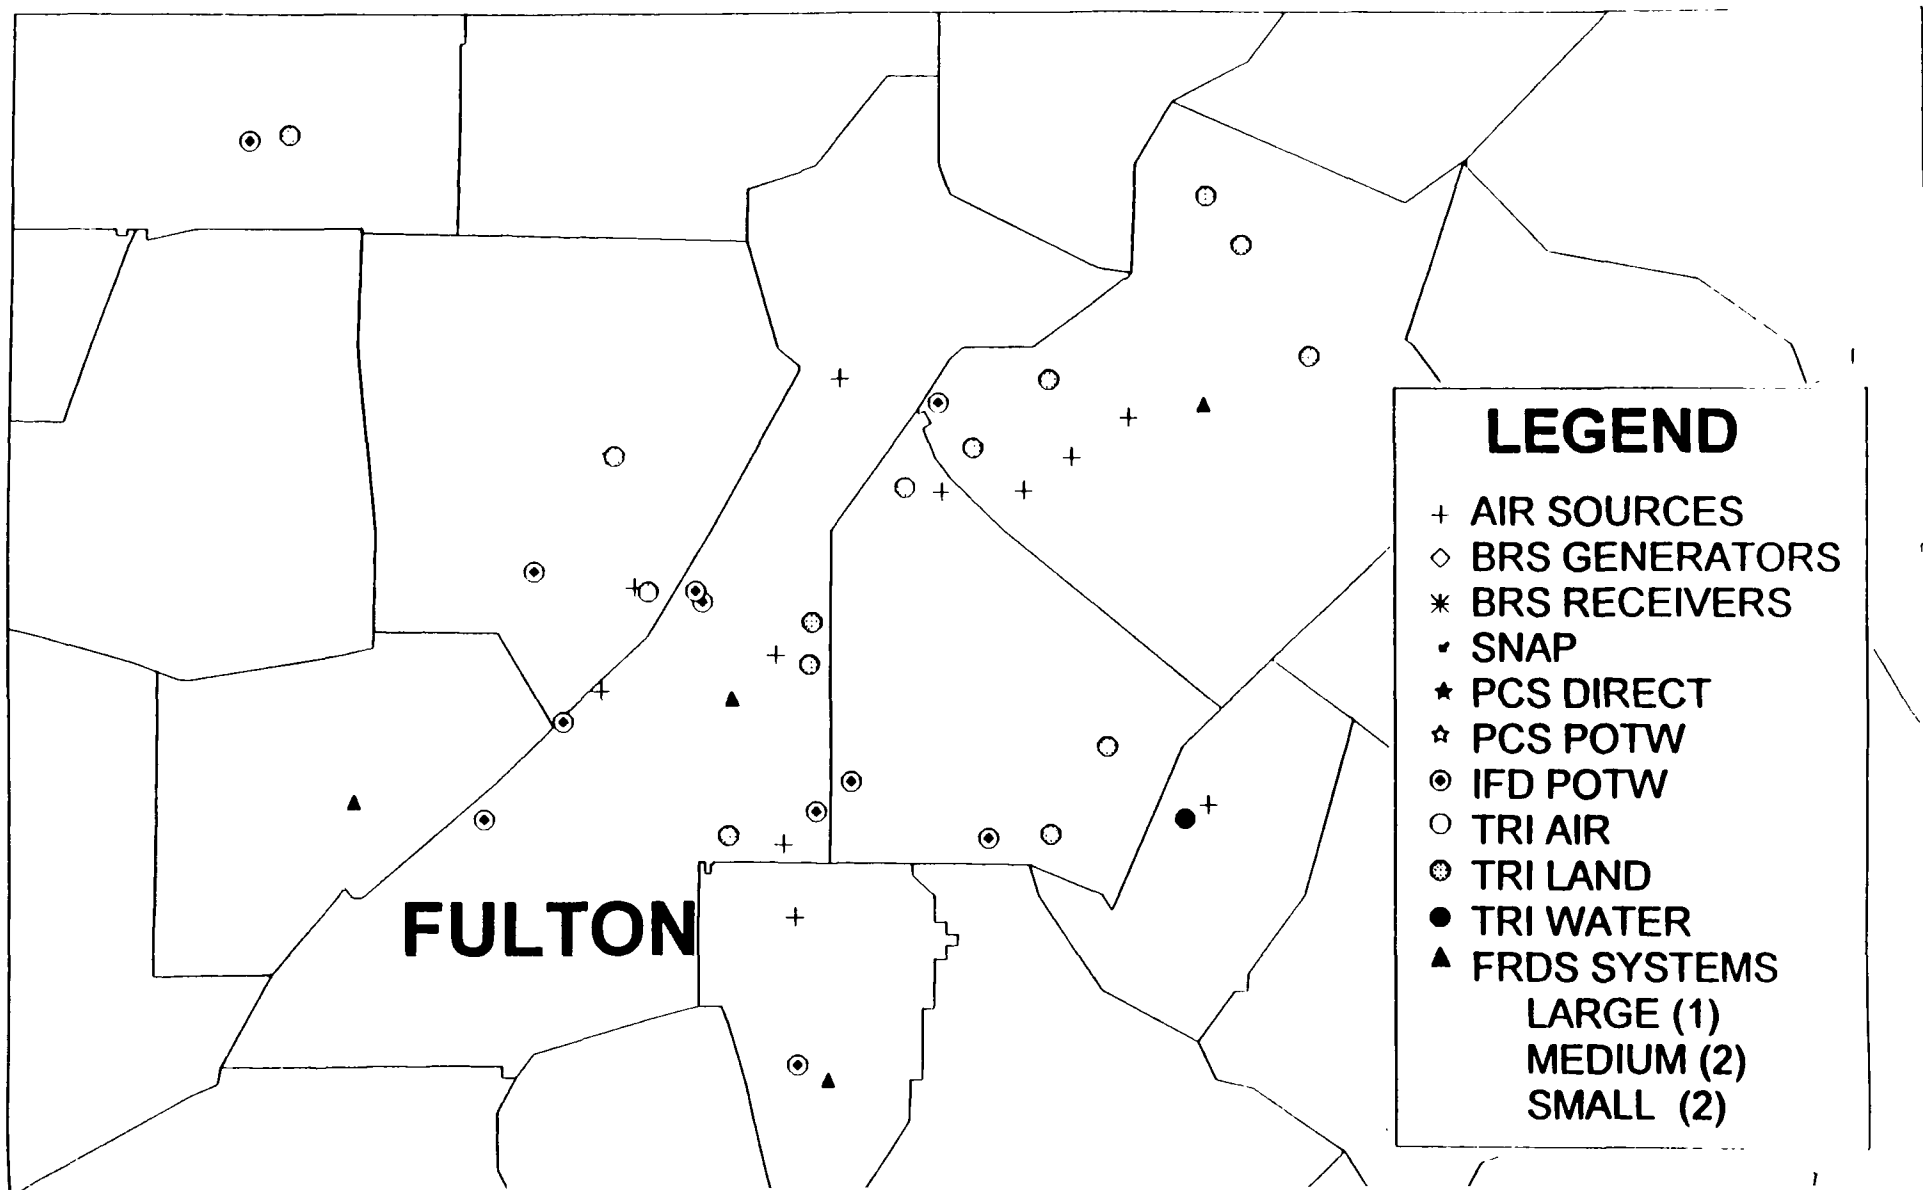 LEGEND
AIR SOURCES
BRS GENERATORS
BRS RECEIVERS
SNAP
PCS DIRECT
PCS POTW
IFD POTW
TRI AIR
TRI LAND
TRI WATER
FRDS SYSTEMS
LARGE (1)
MEDIUM (2)
SMALL (2)
FULTON